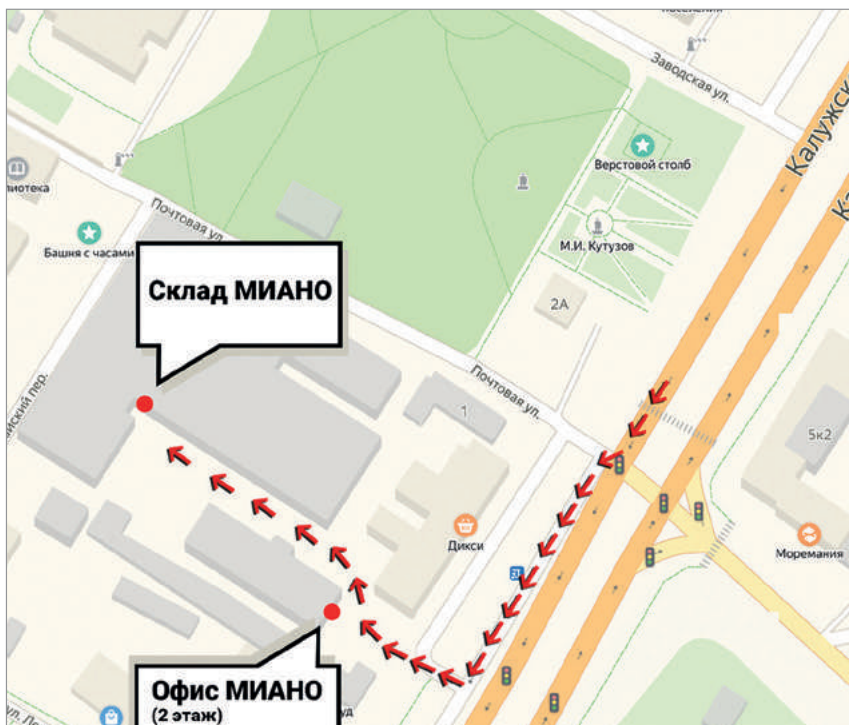 Заводская ул.
Калужск
Верстовой столб
М.И. Кутузов
2А
блиотека
Башня с часами
Почтовая ул.
Склад МИАНО
Почтовая ул.
1
5к2
Дикси
Моремания
Офис МИАНО
(2 этаж)